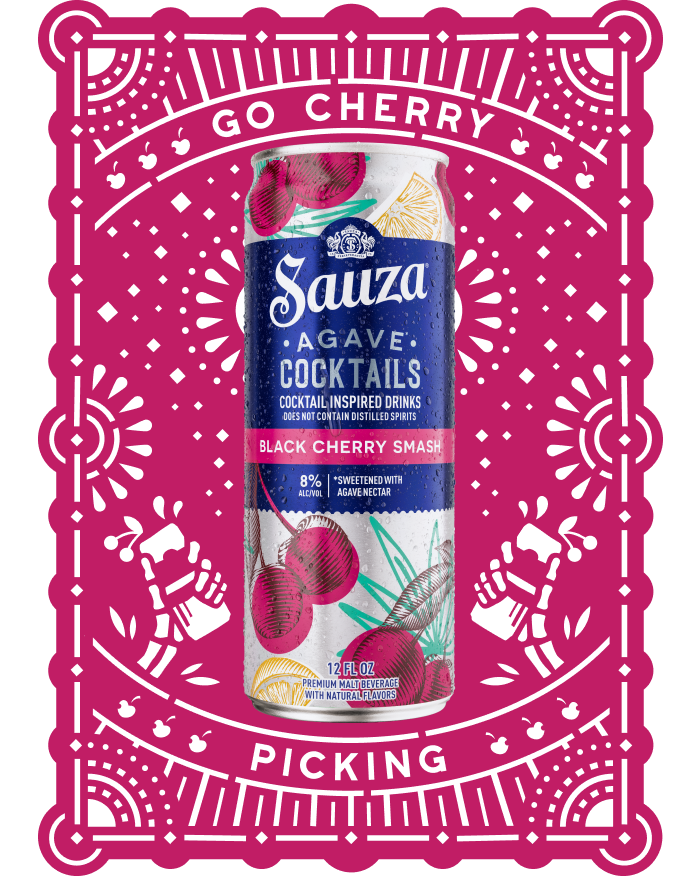 GO CHERRY
Sauza
·AGAVE·
COCKTAILS
COCKTAIL INSPIRED DRINKS
DOES NOT CONTAIN DISTILLED SPIRITS
BLACK CHERRY SMASH
8%
ALC/VOL
*SWEETENED WITH
AGAVE NECTAR
12 FL OZ
PREMIUM MALT BEVERAGE
WITH NATURAL FLAVORS
PICKING